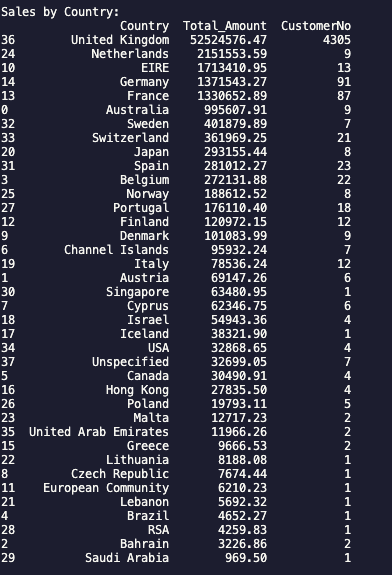 Sales by Country:
Country Total_Amount CustomerNo
36 United Kingdom 52524576.47 4305
24 Netherlands 2151553.59 9
10 EIRE 1713410.95 13
14 Germany 1371543.27 91
13 France 1330652.89 87
0 Australia 995607.91 9
32 Sweden 401879.89 7
33 Switzerland 361969.25 21
20 Japan 293155.44 8
31 Spain 281012.27 23
3 Belgium 272131.88 22
25 Norway 188612.52 8
27 Portugal 176110.40 18
12 Finland 120972.15 12
9 Denmark 101083.99 9
6 Channel Islands 95932.24 7
19 Italy 78536.24 12
1 Austria 69147.26 6
30 Singapore 63480.95 1
7 Cyprus 62346.75 6
18 Israel 54943.36 4
17 Iceland 38321.90 1
34 USA 32868.65 4
37 Unspecified 32699.05 7
5 Canada 30490.91 4
16 Hong Kong 27835.50 4
26 Poland 19793.11 5
23 Malta 12717.23 2
35 United Arab Emirates 11966.26 2
15 Greece 9666.53 2
22 Lithuania 8188.08 1
8 Czech Republic 7674.44 1
11 European Community 6210.23 1
21 Lebanon 5692.32 1
4 Brazil 4652.27 1
28 RSA 4259.83 1
2 Bahrain 3226.86 2
29 Saudi Arabia 969.50 1